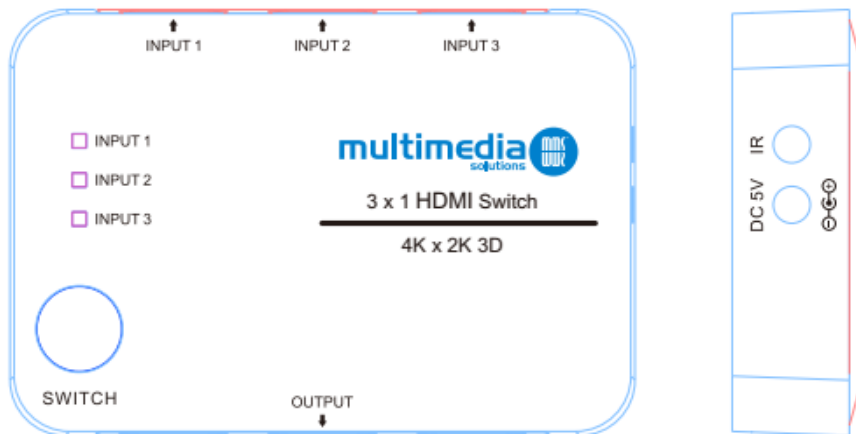 INPUT 1 INPUT 2 INPUT 3
INPUT 1
INPUT 2
INPUT 3
multimedia
solutions
MMS
3 x 1 HDMI Switch
4K x 2K 3D
SWITCH
OUTPUT
IR
DC 5V